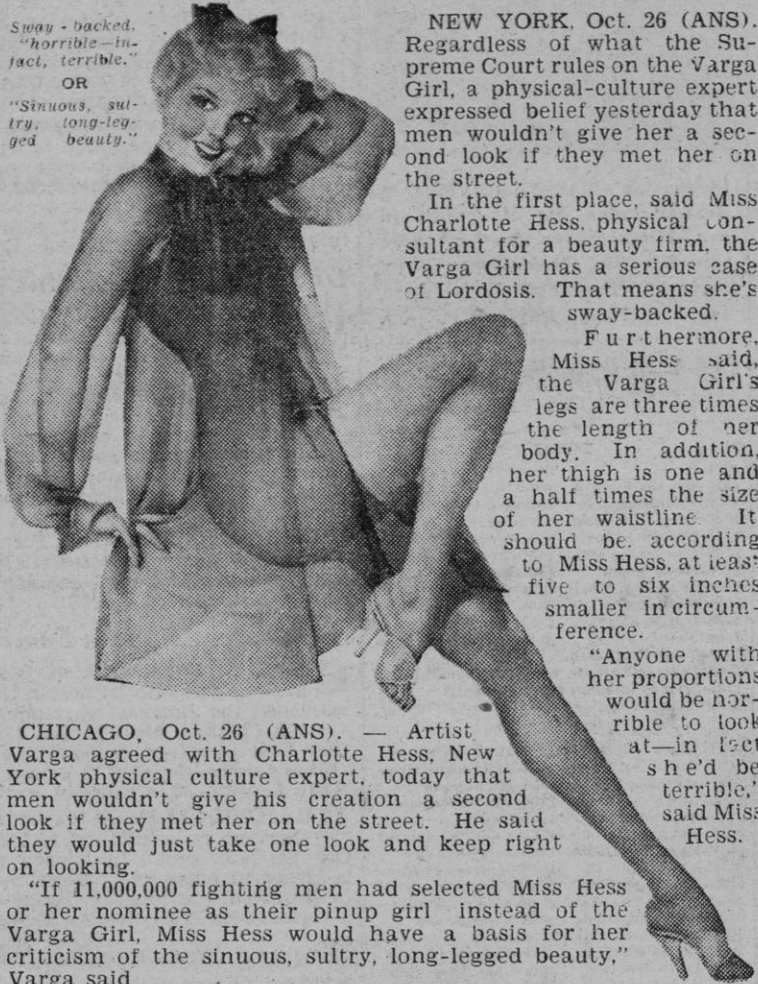 Sway - backed,
"horrible—in-
fact, terrible."
OR
"Sinuous, sul-
try, long-leg-
ged beauty."
NEW YORK, Oct. 26 (ANS).
Regardless of what the Su-
preme Court rules on the Varga
Girl, a physical-culture expert
expressed belief yesterday that
men wouldn't give her a sec-
ond look if they met her on
the street.
In the first place, said Miss
Charlotte Hess, physical con-
sultant for a beauty firm, the
Varga Girl has a serious case
of Lordosis. That means she's
sway-backed.
Furthermore,
Miss Hess said,
the Varga Girl's
legs are three times
the length of her
body. In addition,
her thigh is one and
a half times the size
of her waistline. It
should be, according
to Miss Hess, at least
five to six inches
smaller in circum-
ference.
"Anyone with
her proportions
would be hor-
rible to look
at—in fact
she'd be
terrible,"
said Miss
Hess.
CHICAGO, Oct. 26 (ANS). — Artist
Varga agreed with Charlotte Hess, New
York physical culture expert, today that
men wouldn't give his creation a second
look if they met her on the street. He said
they would just take one look and keep right
on looking.
"If 11,000,000 fighting men had selected Miss Hess
or her nominee as their pinup girl instead of the
Varga Girl, Miss Hess would have a basis for her
criticism of the sinuous, sultry, long-legged beauty,"
Varga said